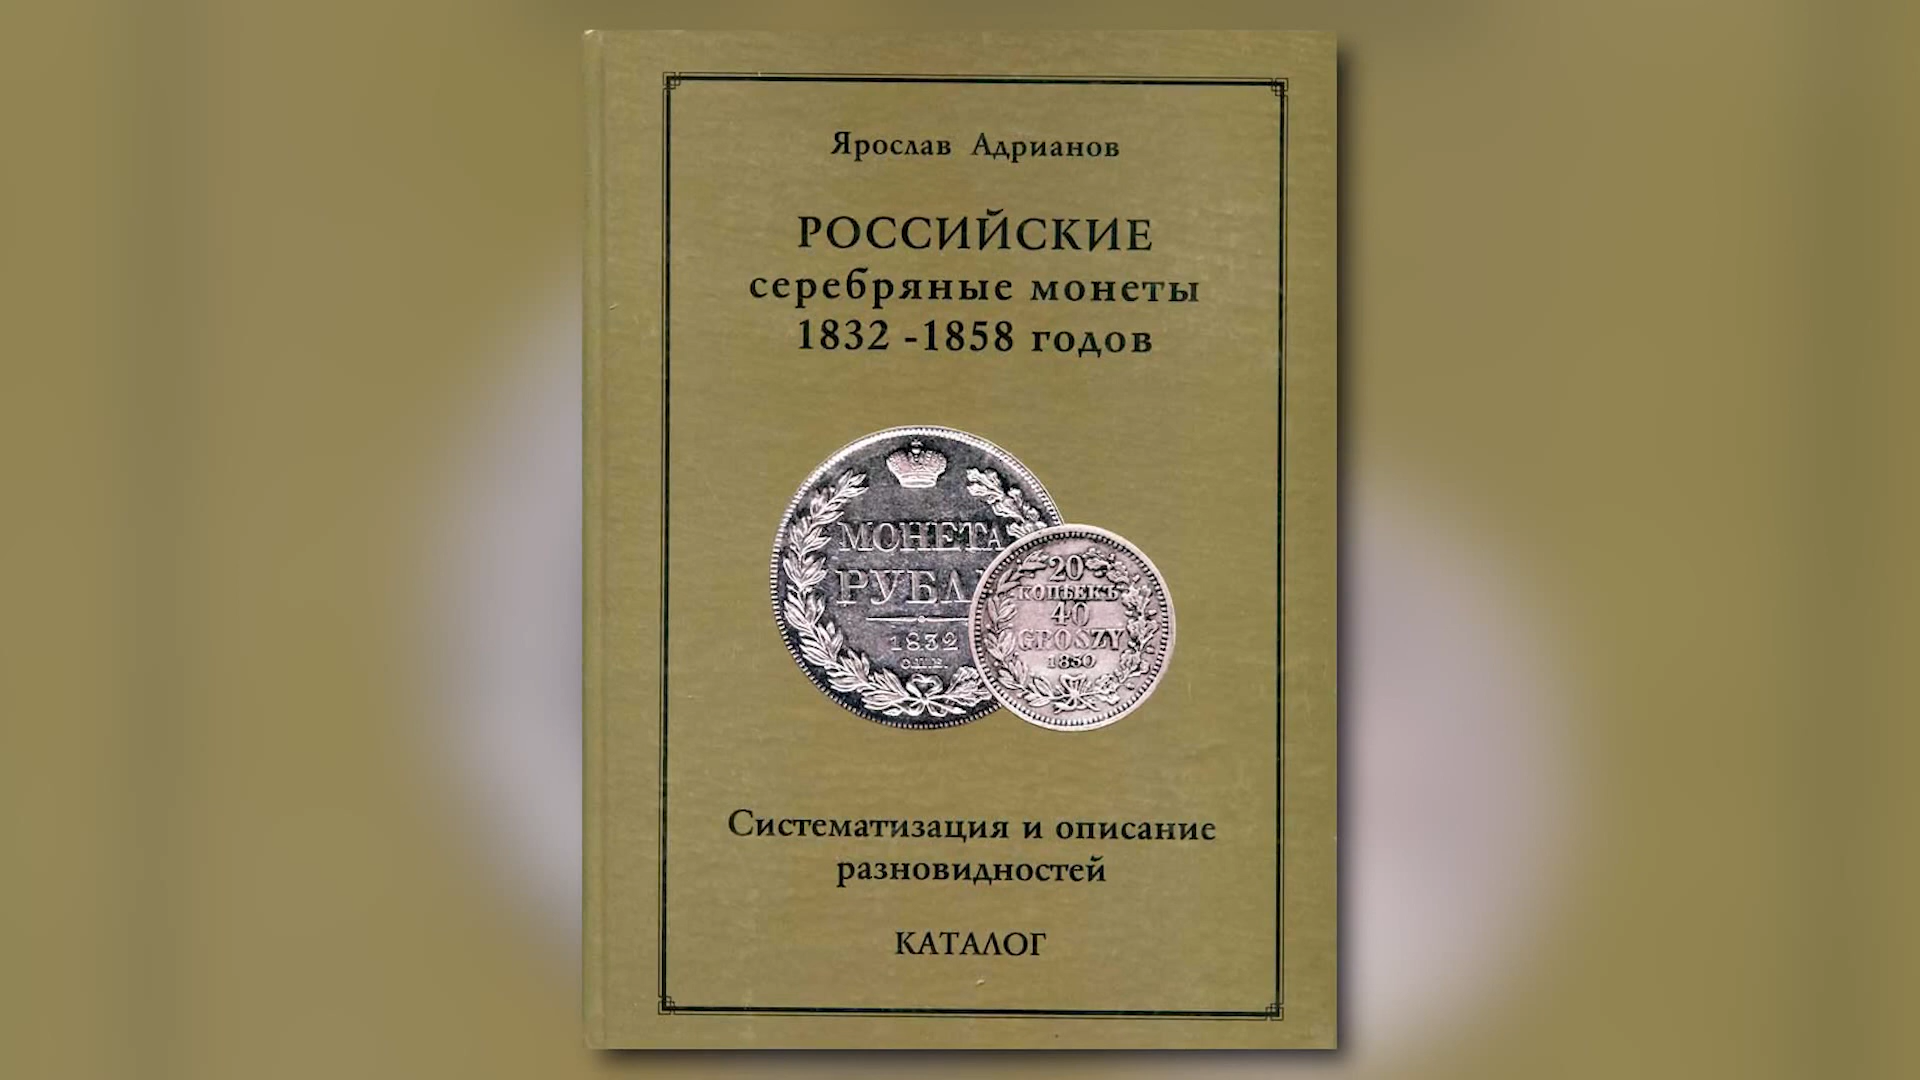 Ярослав Адрианов
РОССИЙСКИЕ
серебряные монеты
1832 -1858 годов
МОНЕТА
РУБЛ
1832
С.П.Б.
20
КОПѢЕКЪ
40
GROSZY
1850
Систематизация и описание
разновидностей
КАТАЛОГ